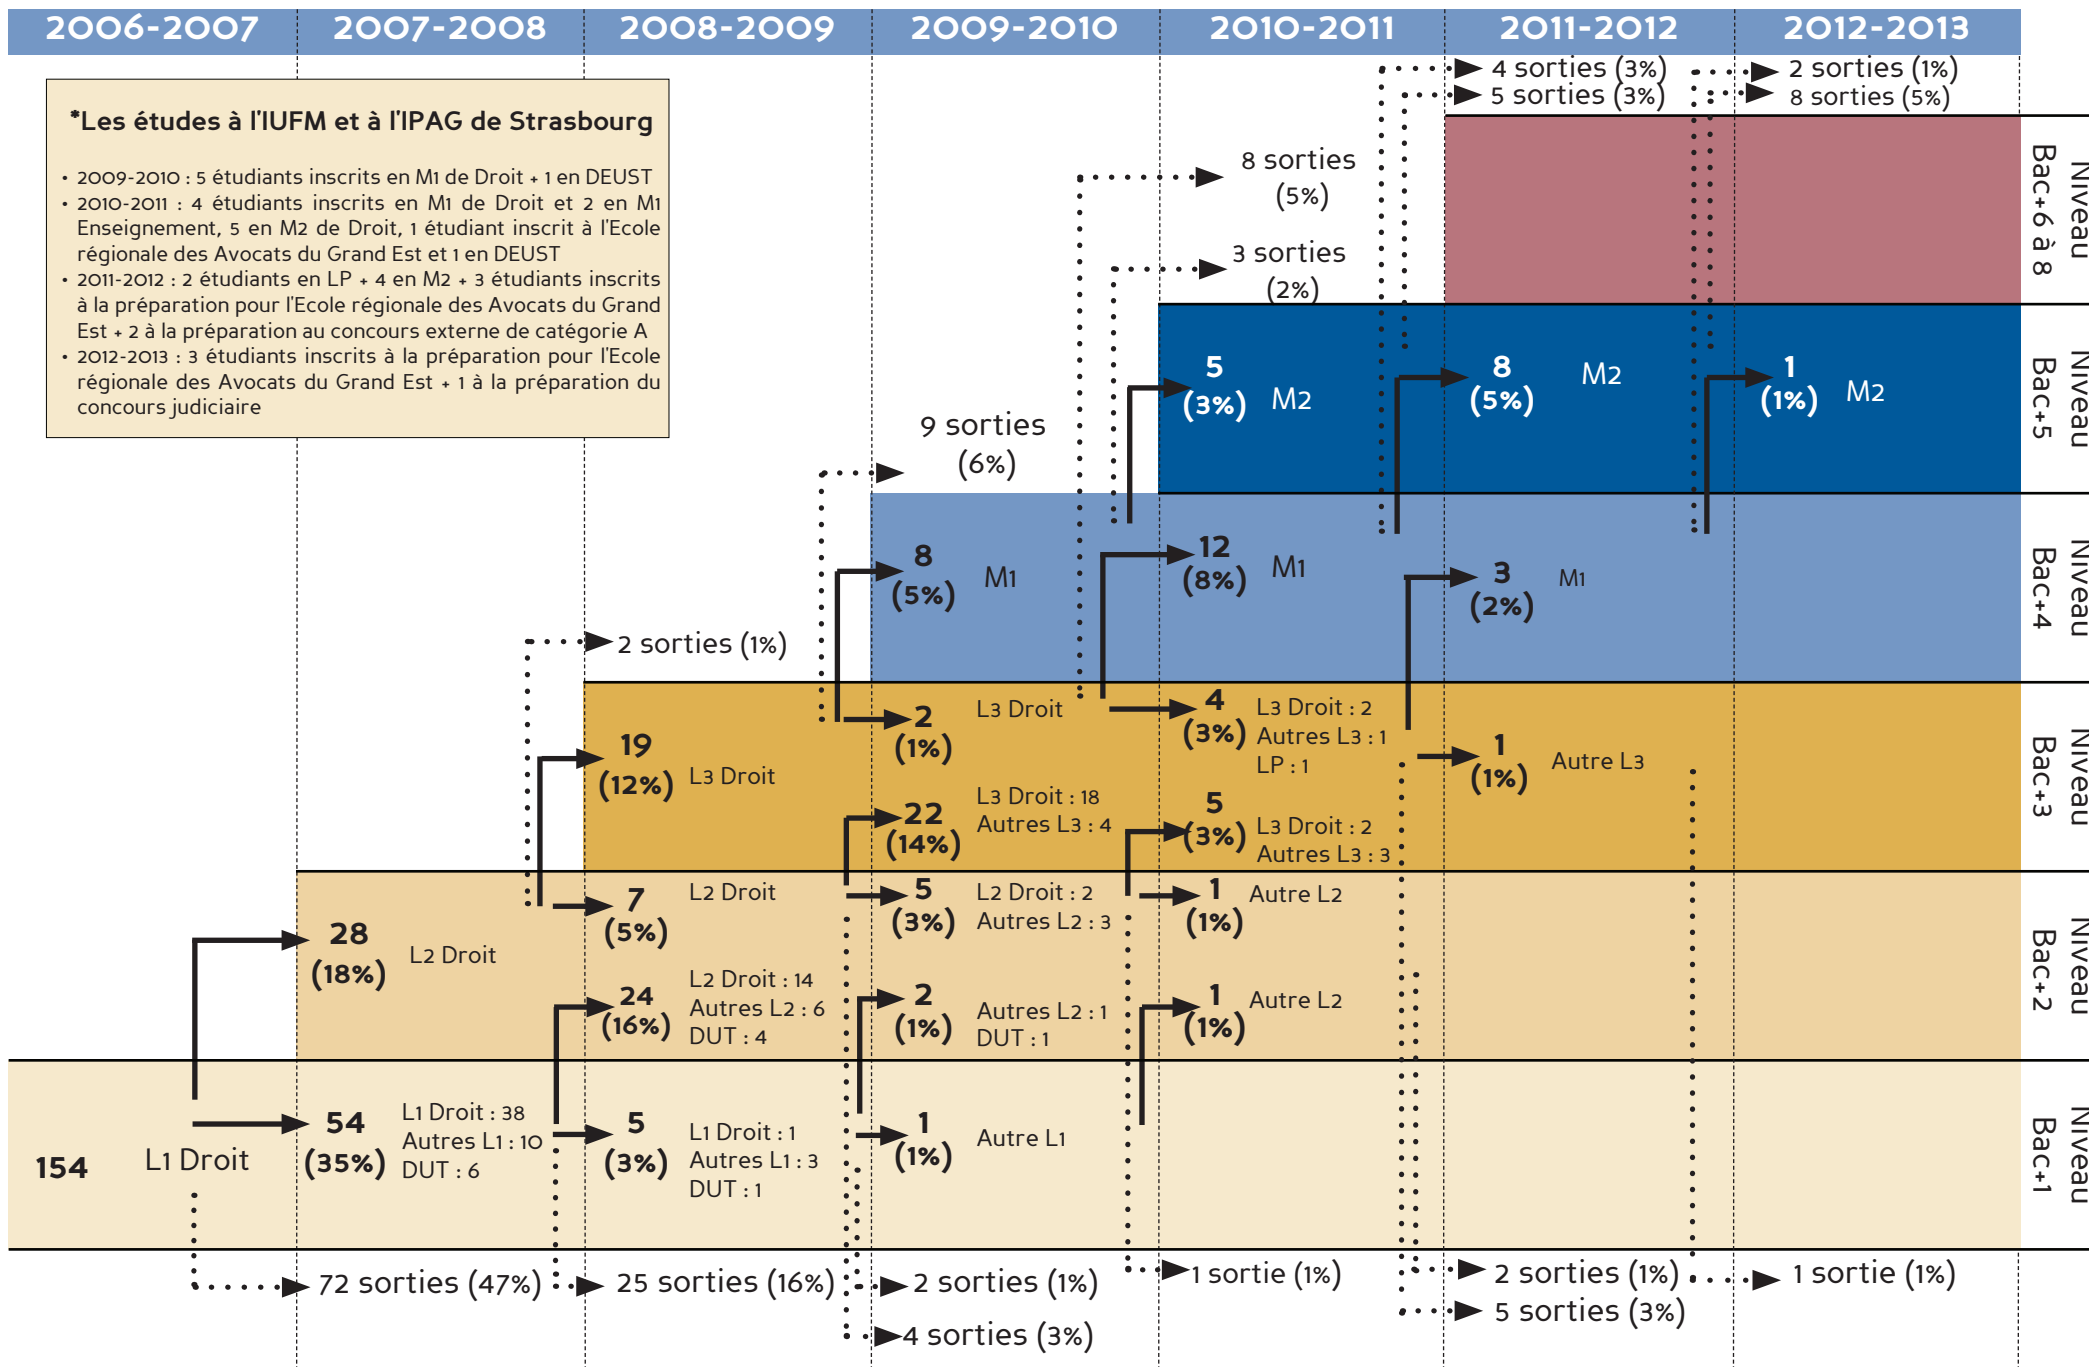 2006-2007
2007-2008
2008-2009
2009-2010
2010-2011
2011-2012
2012-2013
*Les études à l'IUFM et à l'IPAG de Strasbourg
• 2009-2010 : 5 étudiants inscrits en M1 de Droit + 1 en DEUST
• 2010-2011 : 4 étudiants inscrits en M1 de Droit et 2 en M1
Enseignement, 5 en M2 de Droit, 1 étudiant inscrit à l'Ecole
régionale des Avocats du Grand Est et 1 en DEUST
• 2011-2012 : 2 étudiants en LP + 4 en M2 + 3 étudiants inscrits
à la préparation pour l'Ecole régionale des Avocats du Grand
Est + 2 à la préparation au concours externe de catégorie A
• 2012-2013 : 3 étudiants inscrits à la préparation pour l'Ecole
régionale des Avocats du Grand Est + 1 à la préparation du
concours judiciaire
4 sorties (3%)
5 sorties (3%)
2 sorties (1%)
8 sorties (5%)
8 sorties
(5%)
3 sorties
(2%)
Niveau
Bac+6 à 8
5
(3%)
M2
8
(5%)
M2
1
(1%)
M2
Niveau
Bac+5
9 sorties
(6%)
8
(5%)
M1
12
(8%)
M1
3
(2%)
M1
Niveau
Bac+4
2 sorties (1%)
19
(12%)
L3 Droit
2
(1%)
L3 Droit
22
(14%)
L3 Droit : 18
Autres L3 : 4
4
(3%)
L3 Droit : 2
Autres L3 : 1
LP : 1
5
(3%)
L3 Droit : 2
Autres L3 : 3
1
(1%)
Autre L3
Niveau
Bac+3
28
(18%)
L2 Droit
7
(5%)
L2 Droit
24
(16%)
L2 Droit : 14
Autres L2 : 6
DUT : 4
5
(3%)
L2 Droit : 2
Autres L2 : 3
2
(1%)
Autres L2 : 1
DUT : 1
1
(1%)
Autre L2
1
(1%)
Autre L2
Niveau
Bac+2
154
L1 Droit
54
(35%)
L1 Droit : 38
Autres L1 : 10
DUT : 6
5
(3%)
L1 Droit : 1
Autres L1 : 3
DUT : 1
1
(1%)
Autre L1
Niveau
Bac+1
72 sorties (47%)
25 sorties (16%)
2 sorties (1%)
4 sorties (3%)
1 sortie (1%)
2 sorties (1%)
5 sorties (3%)
1 sortie (1%)